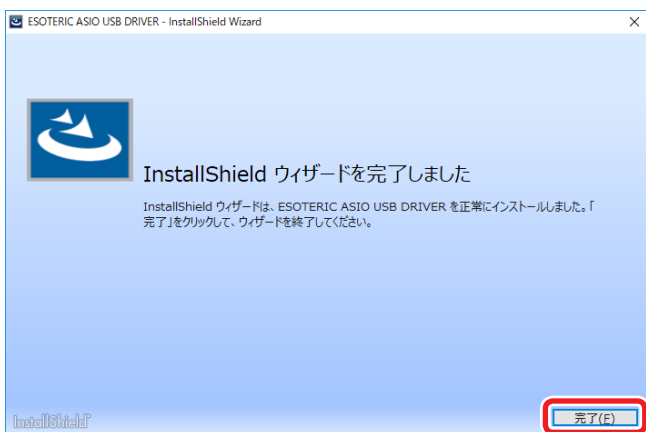 ESOTERIC ASIO USB DRIVER - InstallShield Wizard
InstallShield ウィザードを完了しました
InstallShield ウィザードは、ESOTERIC ASIO USB DRIVER を正常にインストールしました。「
完了」をクリックして、ウィザードを終了してください。
InstallShield
完了(F)